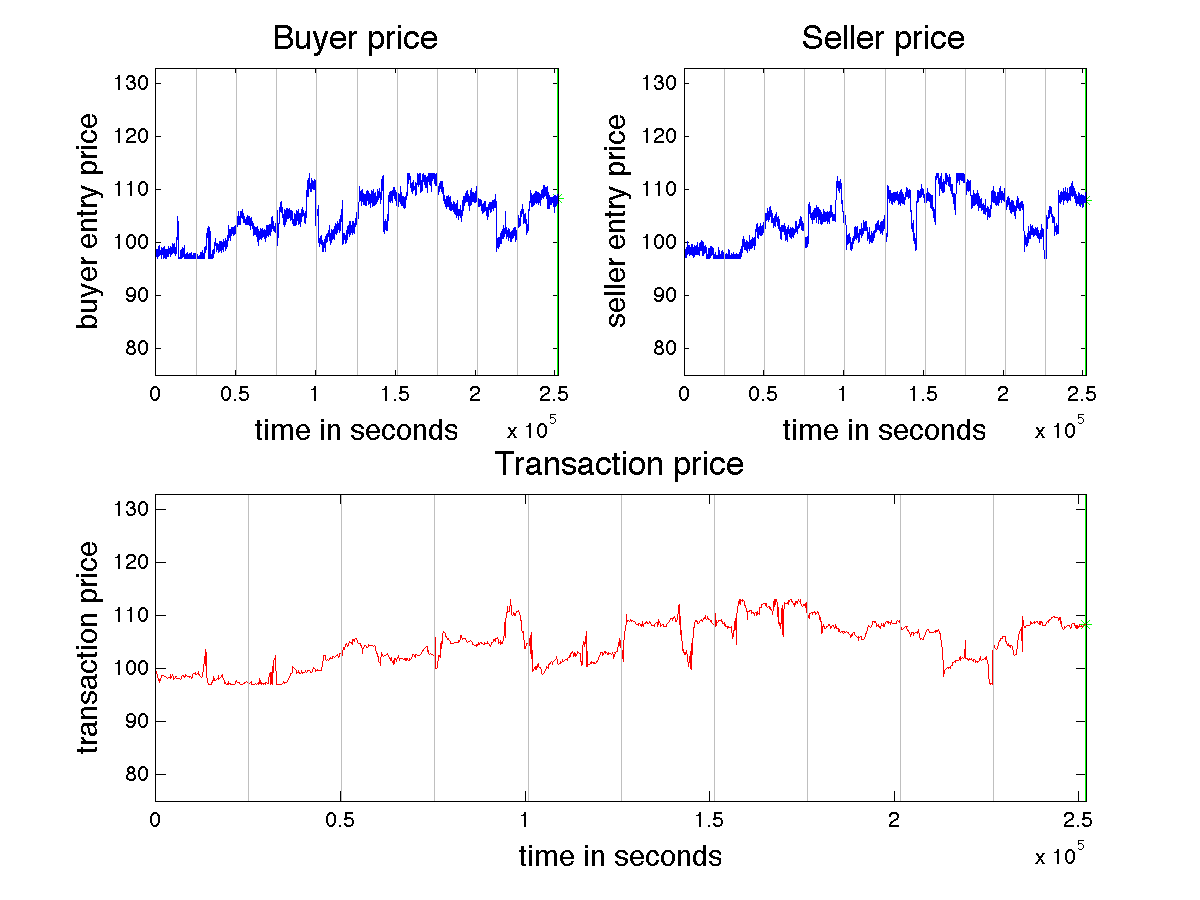 Buyer price
Seller price
130
120
110
100
90
80
buyer entry price
0 0.5 1 1.5 2 2.5
x 10^5
time in seconds
130
120
110
100
90
80
seller entry price
0 0.5 1 1.5 2 2.5
x 10^5
time in seconds
Transaction price
130
120
110
100
90
80
transaction price
0 0.5 1 1.5 2 2.5
x 10^5
time in seconds